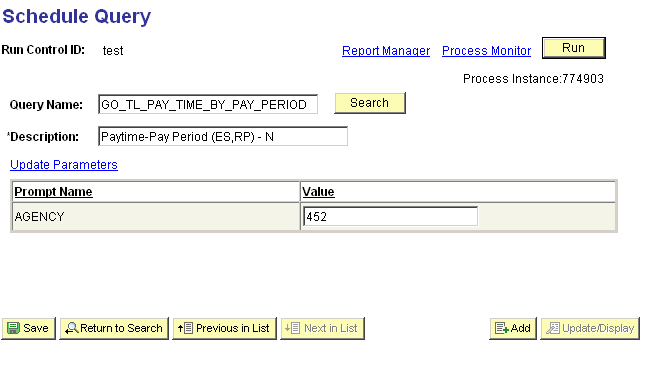 Schedule Query
Run Control ID: test Report Manager Process Monitor Run
Process Instance:774903
Query Name: GO_TL_PAY_TIME_BY_PAY_PERIOD Search
*Description: Paytime-Pay Period (ES,RP) - N
Update Parameters
Prompt Name Value
AGENCY 452
Save Return to Search Previous in List Next in List Add Update/Display